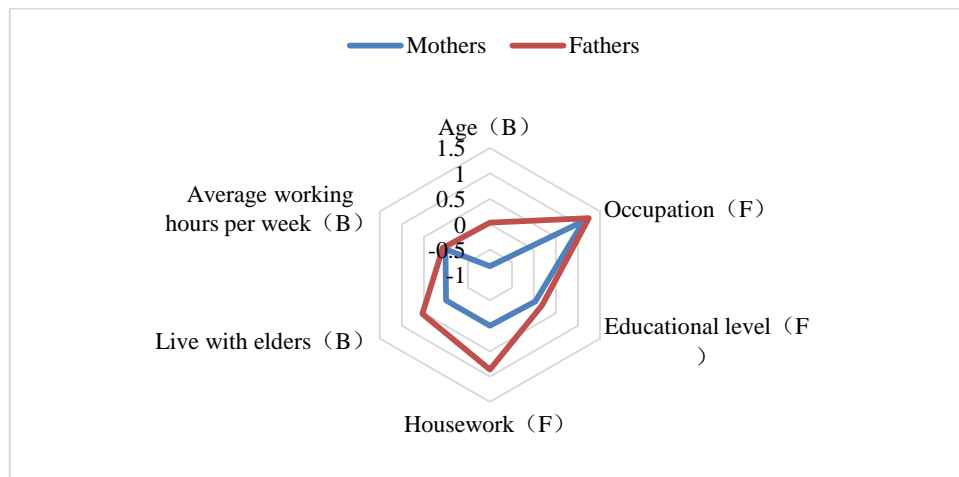 Mothers
Fathers
Age（B）
1.5
1
0.5
0
-0.5
-1
Average working
hours per week（B）
Occupation（F）
Live with elders（B）
Educational level（F
）
Housework（F）